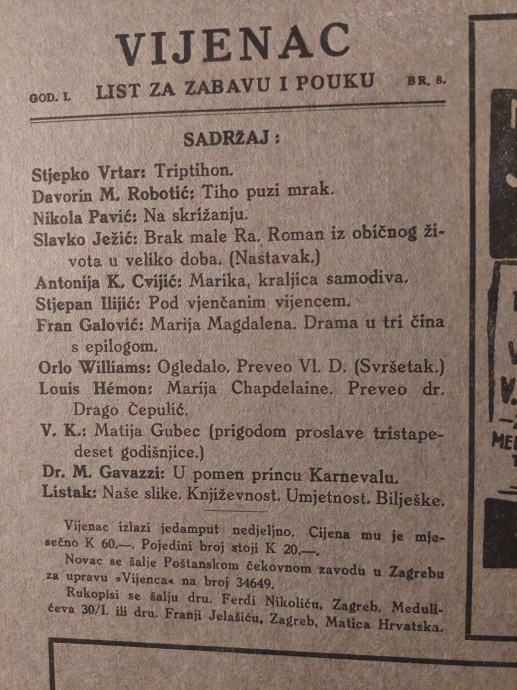 VIJENAC
GOD. I. LIST ZA ZABAVU I POUKU BR. 8.
SADRŽAJ:
Stjepko Vrtar: Triptihon.
Davorin M. Robotić: Tiho puzi mrak.
Nikola Pavić: Na skrižanju.
Slavko Ježić: Brak male Ra. Roman iz običnog ži-
vota u veliko doba. (Nastavak.)
Antonija K. Cvijić: Marika, kraljica samodiva.
Stjepan Ilijić: Pod vjenčanim vijencem.
Fran Galović: Marija Magdalena. Drama u tri čina
s epilogom.
Orlo Williams: Ogledalo. Preveo Vl. D. (Svršetak.)
Louis Hémon: Marija Chapdelaine. Preveo dr.
Drago Čepulić.
V. K.: Matija Gubec (prigodom proslave tristape-
deset godišnjice.)
Dr. M. Gavazzi: U pomen princu Karnevalu.
Listak: Naše slike. Književnost. Umjetnost. Bilješke.
Vijenac izlazi jedamput nedjeljno. Cijena mu je mje-
sečno K 60.—. Pojedini broj stoji K 20.—.
Novac se šalje Poštanskom čekovnom zavodu u Zagrebu
za upravu »Vijenca« na broj 34649.
Rukopisi se šalju dru. Ferdi Nikoliću, Zagreb, Meduli-
ćeva 30/I. ili dru. Franji Jelašiću, Zagreb, Matica Hrvatska.